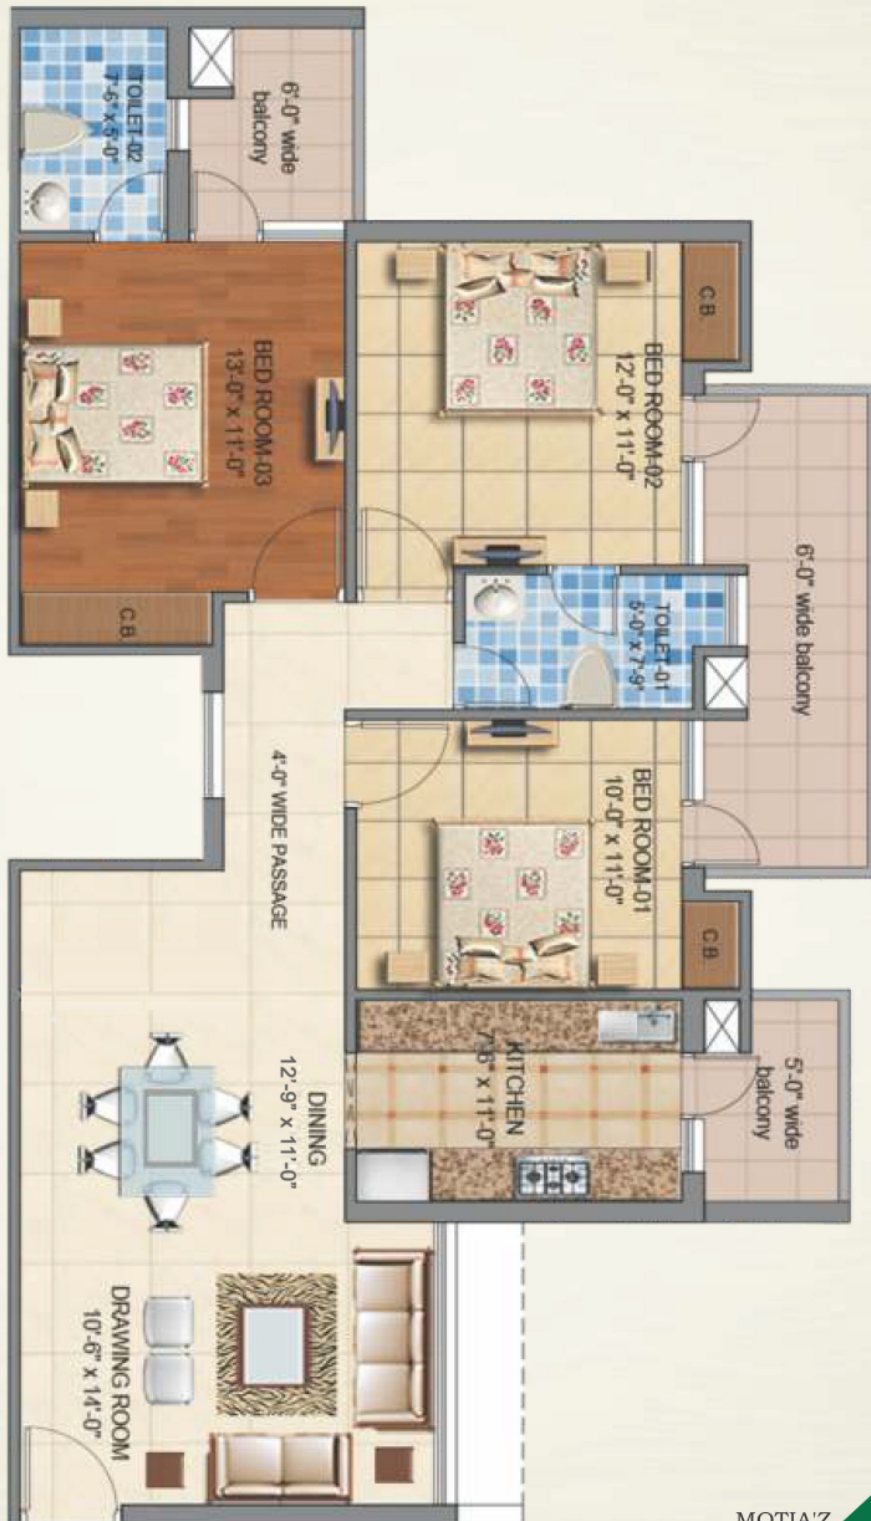 TOILET-02
7'-6" x 5'-0"
6'-0" wide
balcony
C.B.
BED ROOM-03
13'-0" x 11'-0"
BED ROOM-02
12'-0" x 11'-0"
C.B.
TOILET-01
5'-0" x 7'-9"
6'-0" wide balcony
4'-0" WIDE PASSAGE
BED ROOM-01
10'-0" x 11'-0"
C.B.
KITCHEN
7'-6" x 11'-0"
5'-0" wide
balcony
DINING
12'-9" x 11'-0"
DRAWING ROOM
10'-6" x 14'-0"
MOTIA'Z